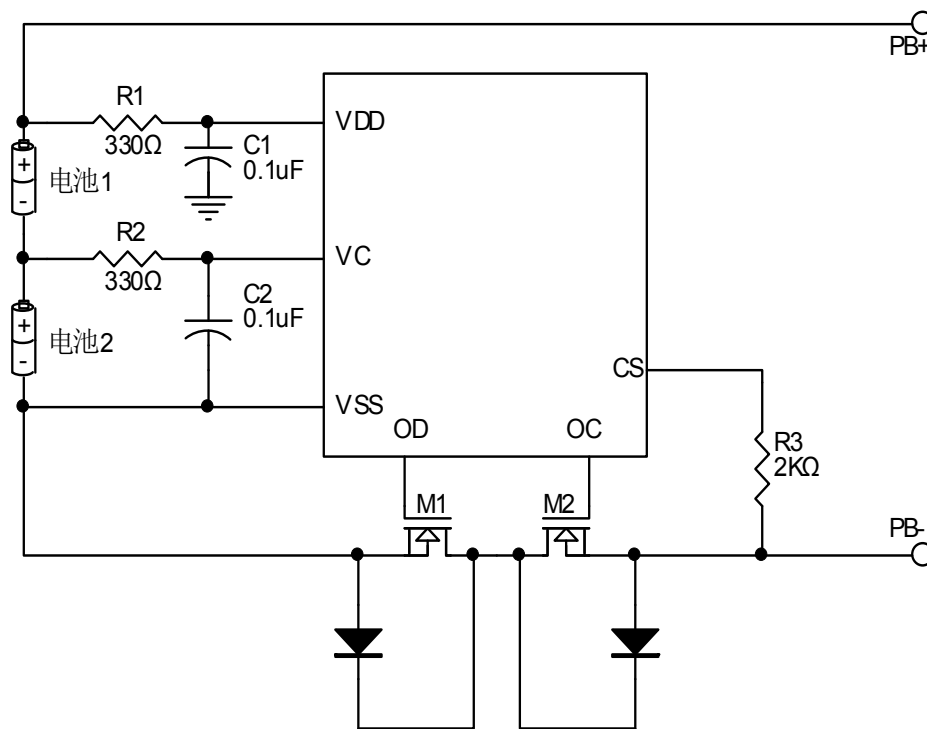 PB+
R1
330Ω
VDD
C1
0.1uF
+
-
电池1
R2
330Ω
VC
C2
0.1uF
+
-
电池2
CS
VSS
OD
OC
R3
2KΩ
M1
M2
PB-